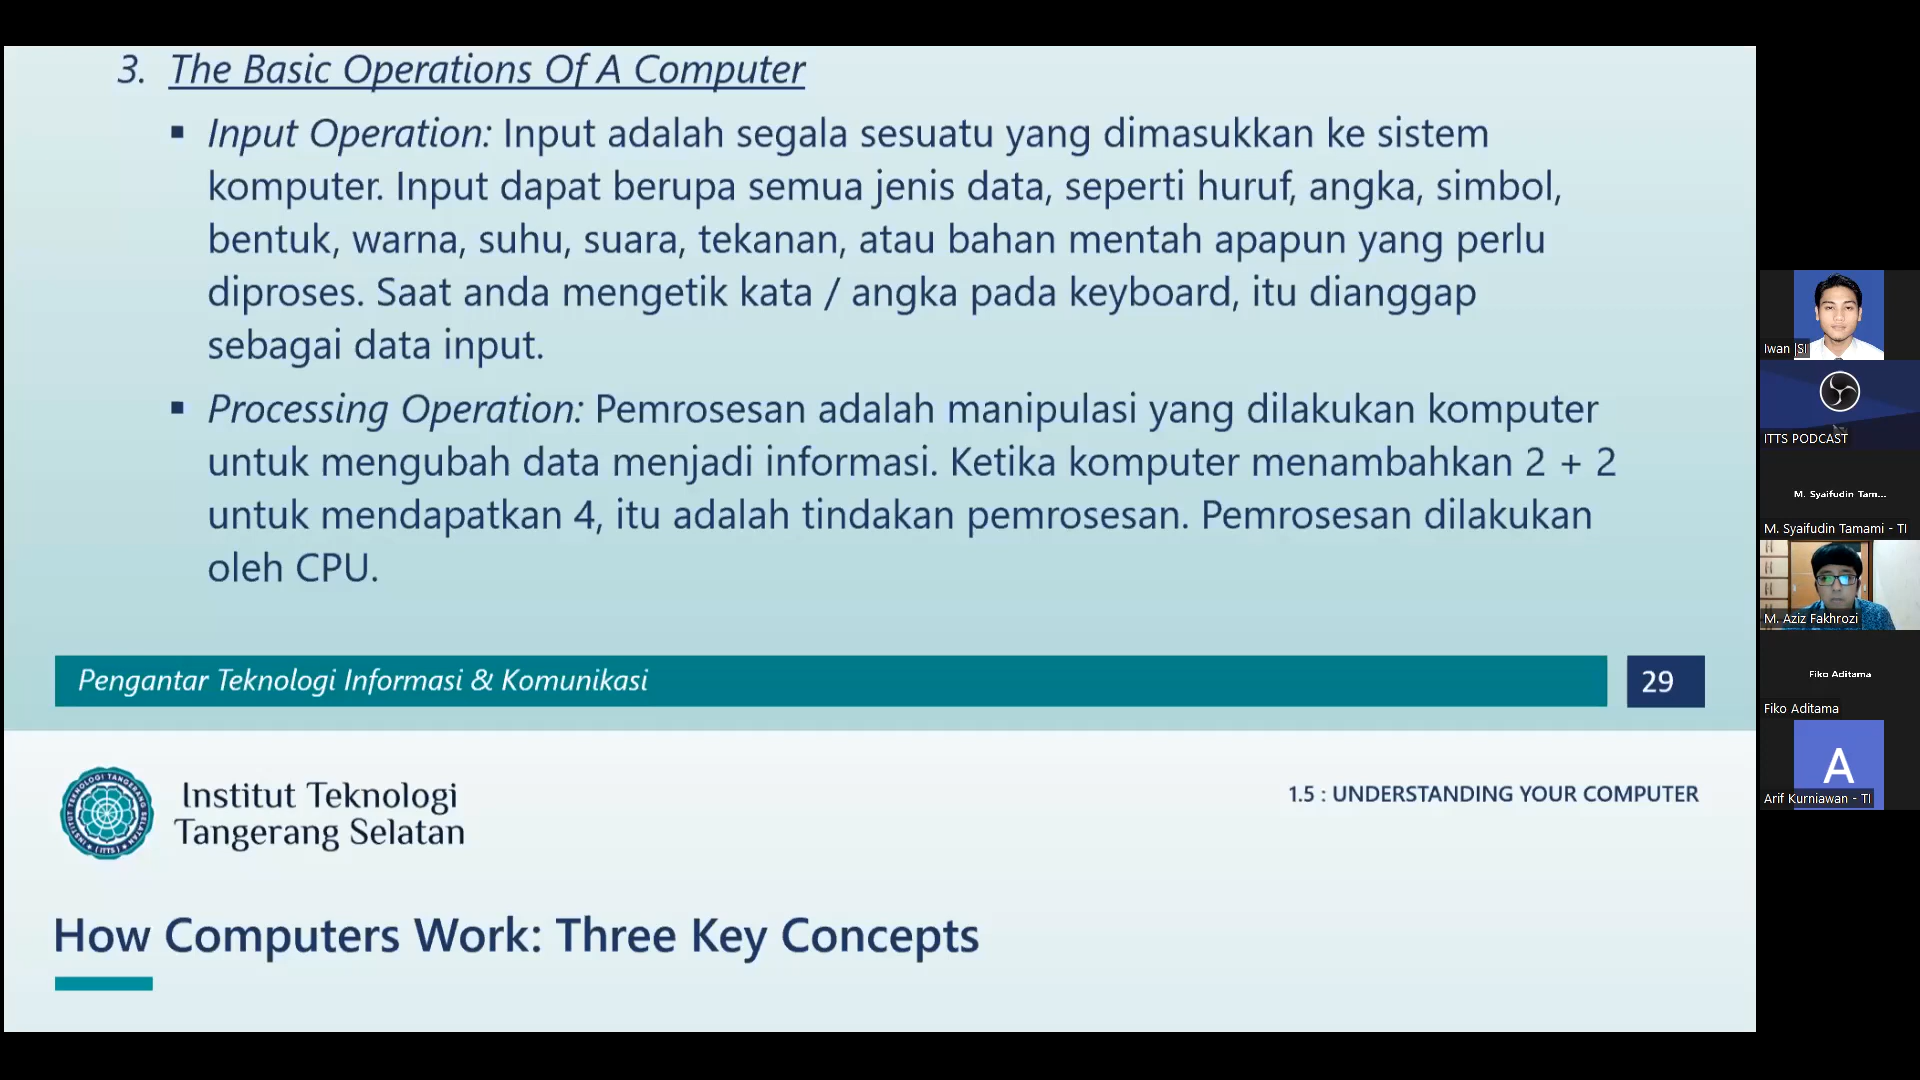 3. The Basic Operations Of A Computer
▪ Input Operation: Input adalah segala sesuatu yang dimasukkan ke sistem
komputer. Input dapat berupa semua jenis data, seperti huruf, angka, simbol,
bentuk, warna, suhu, suara, tekanan, atau bahan mentah apapun yang perlu
diproses. Saat anda mengetik kata / angka pada keyboard, itu dianggap
sebagai data input.
▪ Processing Operation: Pemrosesan adalah manipulasi yang dilakukan komputer
untuk mengubah data menjadi informasi. Ketika komputer menambahkan 2 + 2
untuk mendapatkan 4, itu adalah tindakan pemrosesan. Pemrosesan dilakukan
oleh CPU.
Pengantar Teknologi Informasi & Komunikasi
29
Institut Teknologi
Tangerang Selatan
1.5 : UNDERSTANDING YOUR COMPUTER
How Computers Work: Three Key Concepts
Iwan |SI
ITTS PODCAST
M. Syaifudin Tam...
M. Syaifudin Tamami - TI
M. Aziz Fakhrozi
Fiko Aditama
Fiko Aditama
A
Arif Kurniawan - TI